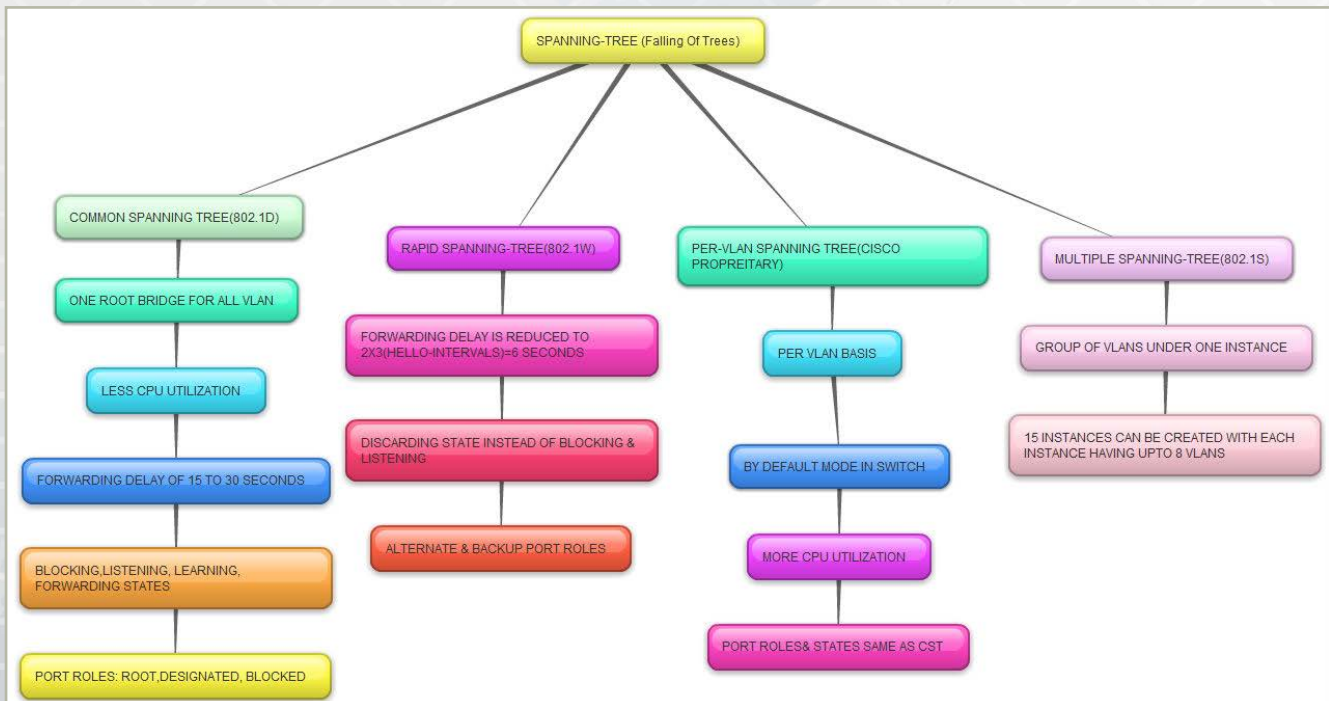 SPANNING-TREE (Falling Of Trees)
COMMON SPANNING TREE(802.1D)
ONE ROOT BRIDGE FOR ALL VLAN
LESS CPU UTILIZATION
FORWARDING DELAY OF 15 TO 30 SECONDS
BLOCKING,LISTENING, LEARNING,
FORWARDING STATES
PORT ROLES: ROOT,DESIGNATED, BLOCKED
RAPID SPANNING-TREE(802.1W)
FORWARDING DELAY IS REDUCED TO
2X3(HELLO-INTERVALS)=6 SECONDS
DISCARDING STATE INSTEAD OF BLOCKING &
LISTENING
ALTERNATE & BACKUP PORT ROLES
PER-VLAN SPANNING TREE(CISCO
PROPREITARY)
PER VLAN BASIS
BY DEFAULT MODE IN SWITCH
MORE CPU UTILIZATION
PORT ROLES& STATES SAME AS CST
MULTIPLE SPANNING-TREE(802.1S)
GROUP OF VLANS UNDER ONE INSTANCE
15 INSTANCES CAN BE CREATED WITH EACH
INSTANCE HAVING UPTO 8 VLANS